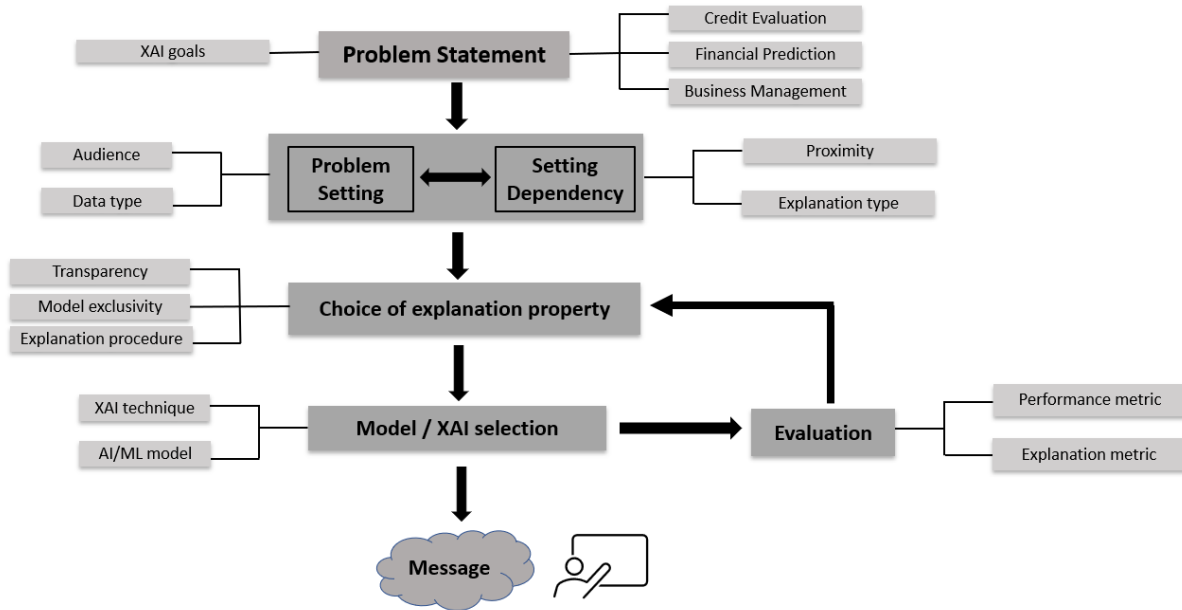 Credit Evaluation
XAI goals
Problem Statement
Financial Prediction
Business Management
Audience
Data type
Problem
Setting
Setting
Dependency
Proximity
Explanation type
Transparency
Model exclusivity
Explanation procedure
Choice of explanation property
XAI technique
AI/ML model
Model / XAI selection
Evaluation
Performance metric
Explanation metric
Message